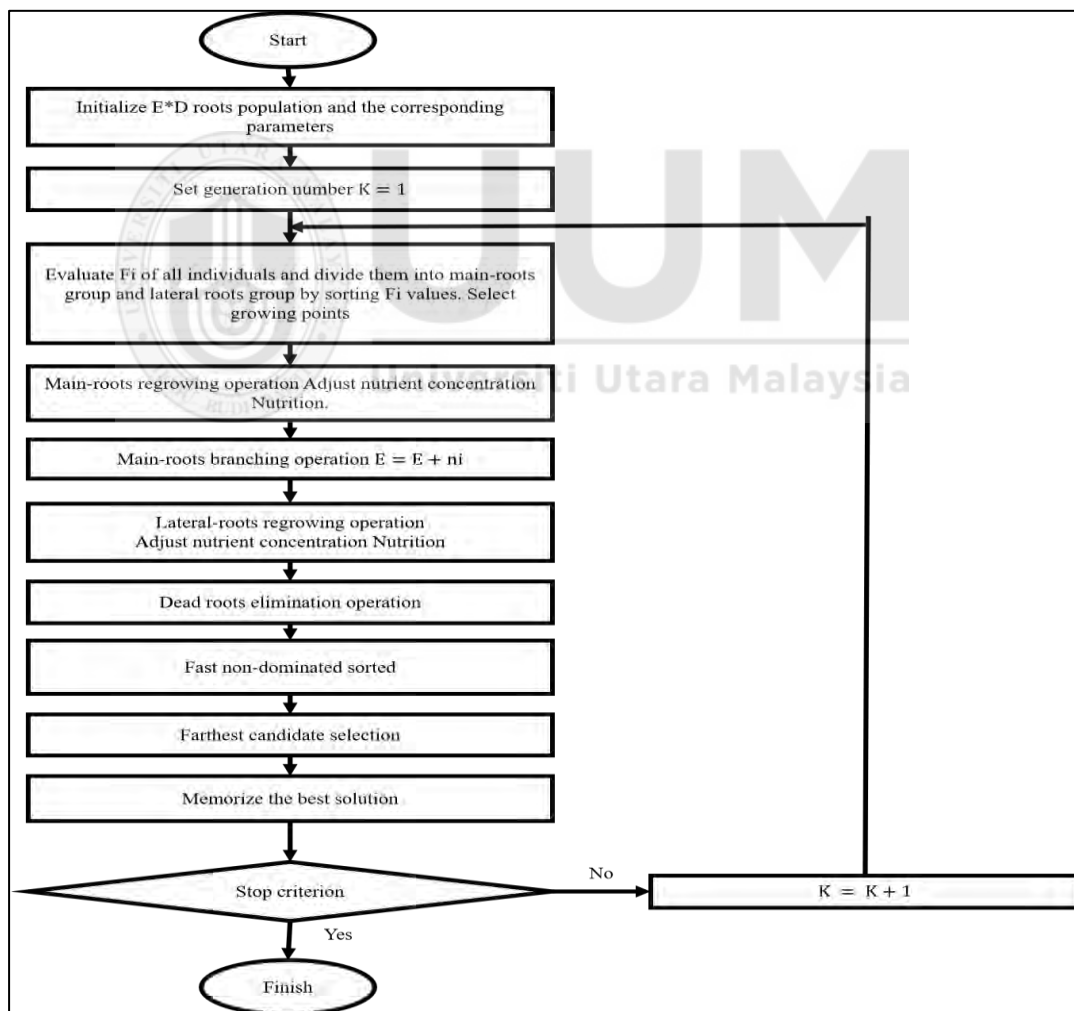 Start
Initialize E*D roots population and the corresponding
parameters
Set generation number K = 1
Evaluate Fi of all individuals and divide them into main-roots
group and lateral roots group by sorting Fi values. Select
growing points
Main-roots regrowing operation Adjust nutrient concentration
Nutrition.
Main-roots branching operation E = E + ni
Lateral-roots regrowing operation
Adjust nutrient concentration Nutrition
Dead roots elimination operation
Fast non-dominated sorted
Farthest candidate selection
Memorize the best solution
Stop criterion
No
K = K + 1
Yes
Finish
UUM
Universiti Utara Malaysia
UNIVERSITI UTARA MALAYSIA